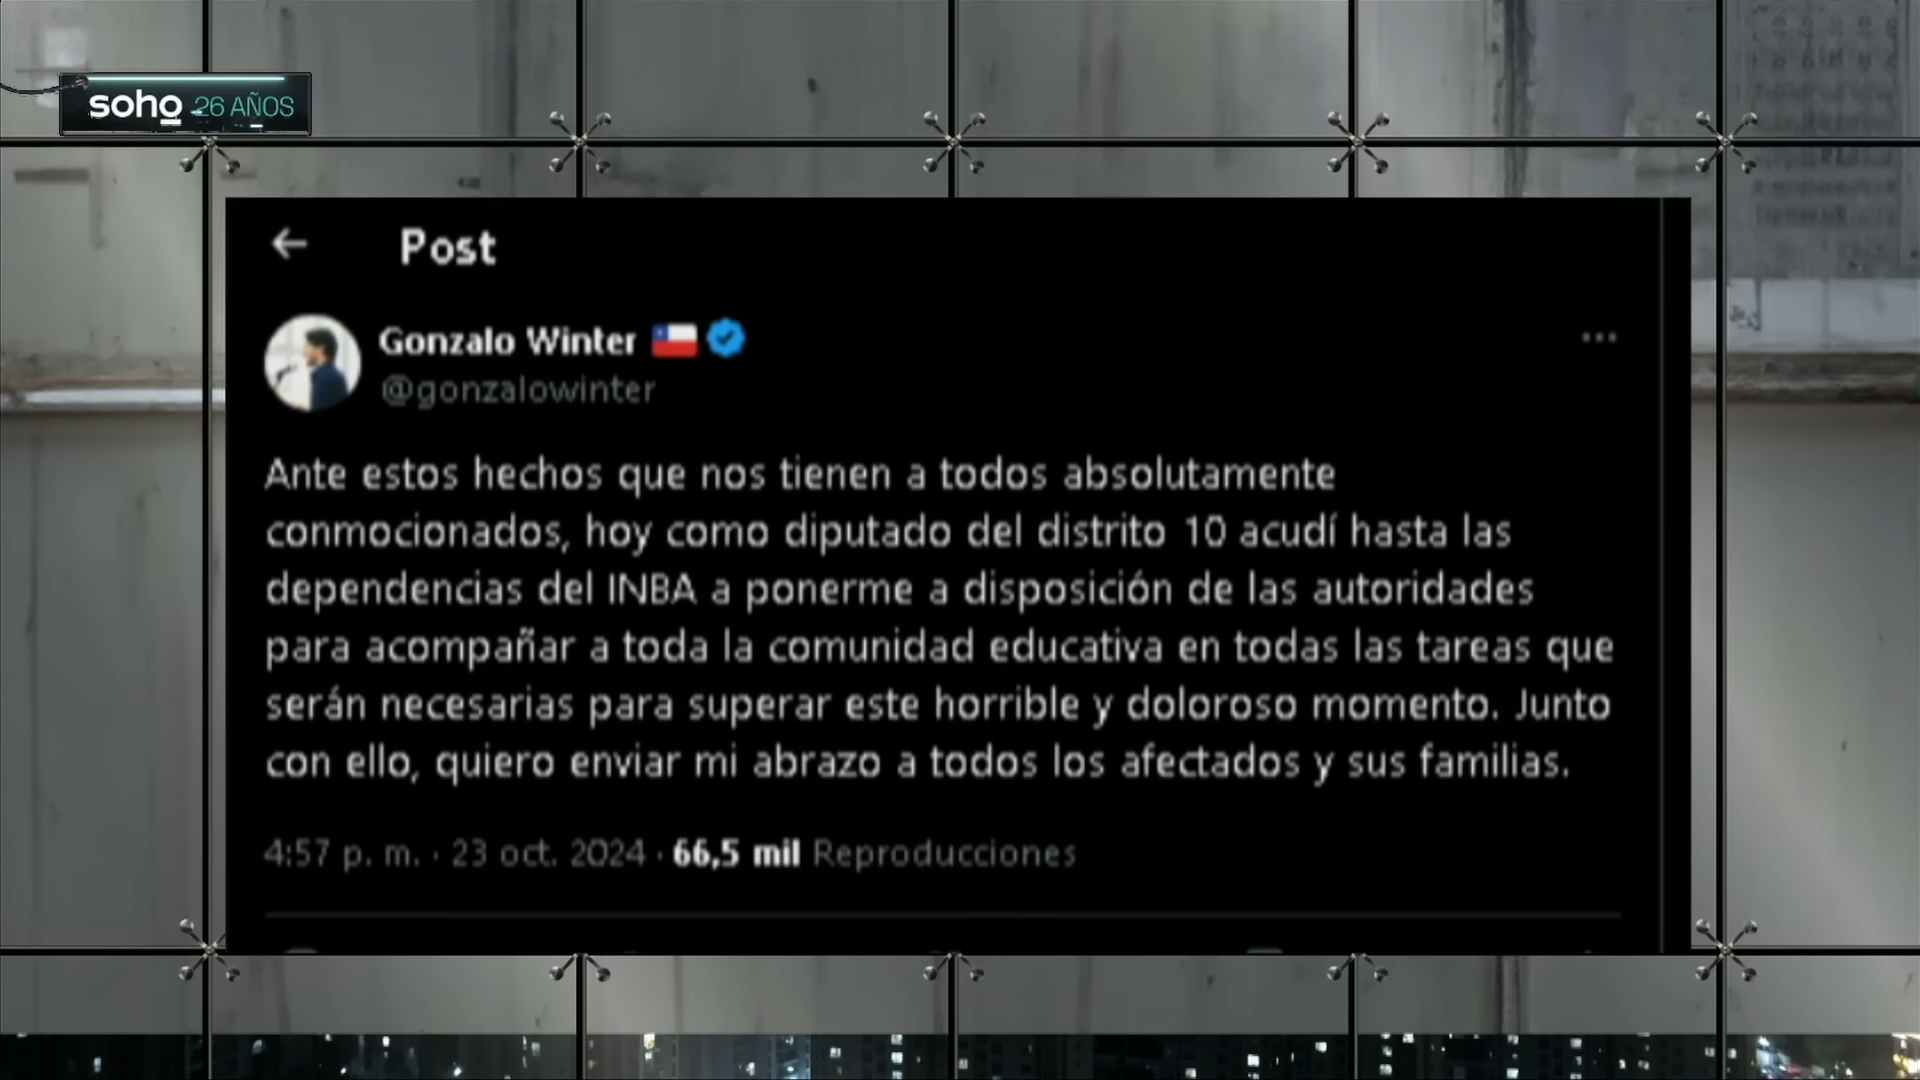 soho 26 AÑOS
Post
Gonzalo Winter
@gonzalowinter
Ante estos hechos que nos tienen a todos absolutamente
conmocionados, hoy como diputado del distrito 10 acudí hasta las
dependencias del INBA a ponerme a disposición de las autoridades
para acompañar a toda la comunidad educativa en todas las tareas que
serán necesarias para superar este horrible y doloroso momento. Junto
con ello, quiero enviar mi abrazo a todos los afectados y sus familias.
4:57 p. m. · 23 oct. 2024 · 66,5 mil Reproducciones